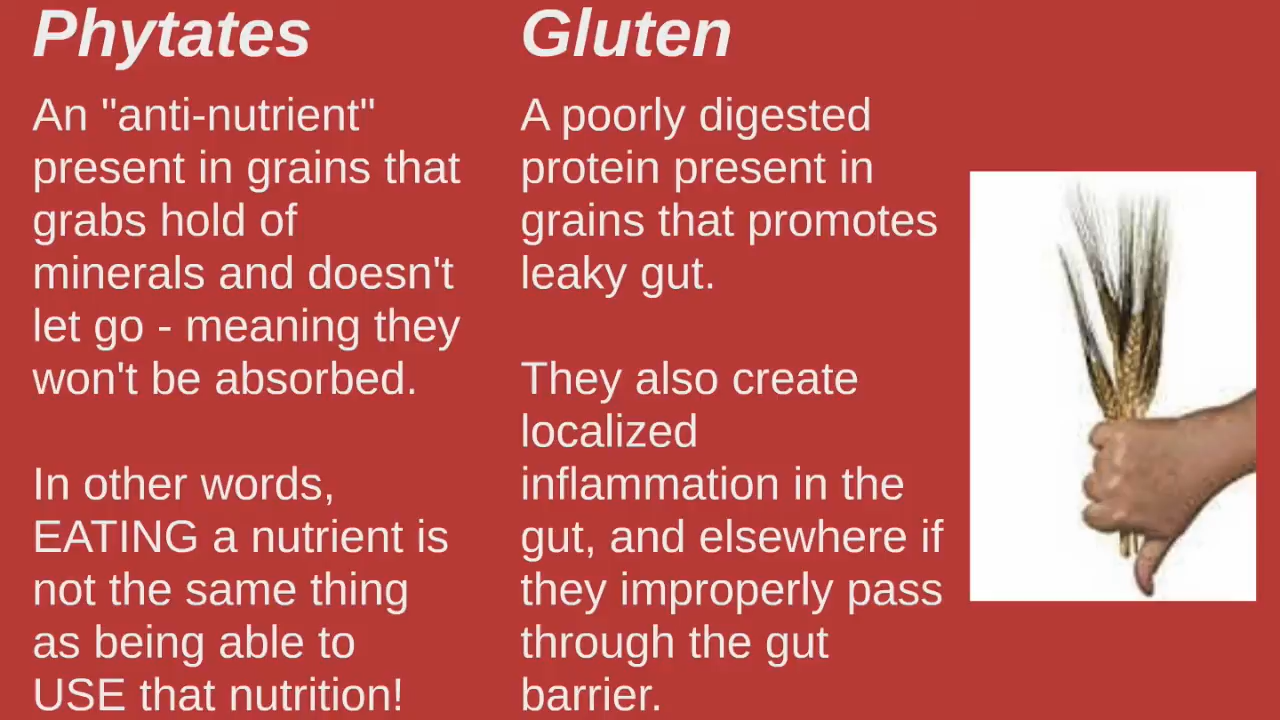 Phytates
An "anti-nutrient"
present in grains that
grabs hold of
minerals and doesn't
let go - meaning they
won't be absorbed.
In other words,
EATING a nutrient is
not the same thing
as being able to
USE that nutrition!
Gluten
A poorly digested
protein present in
grains that promotes
leaky gut.
They also create
localized
inflammation in the
gut, and elsewhere if
they improperly pass
through the gut
barrier.